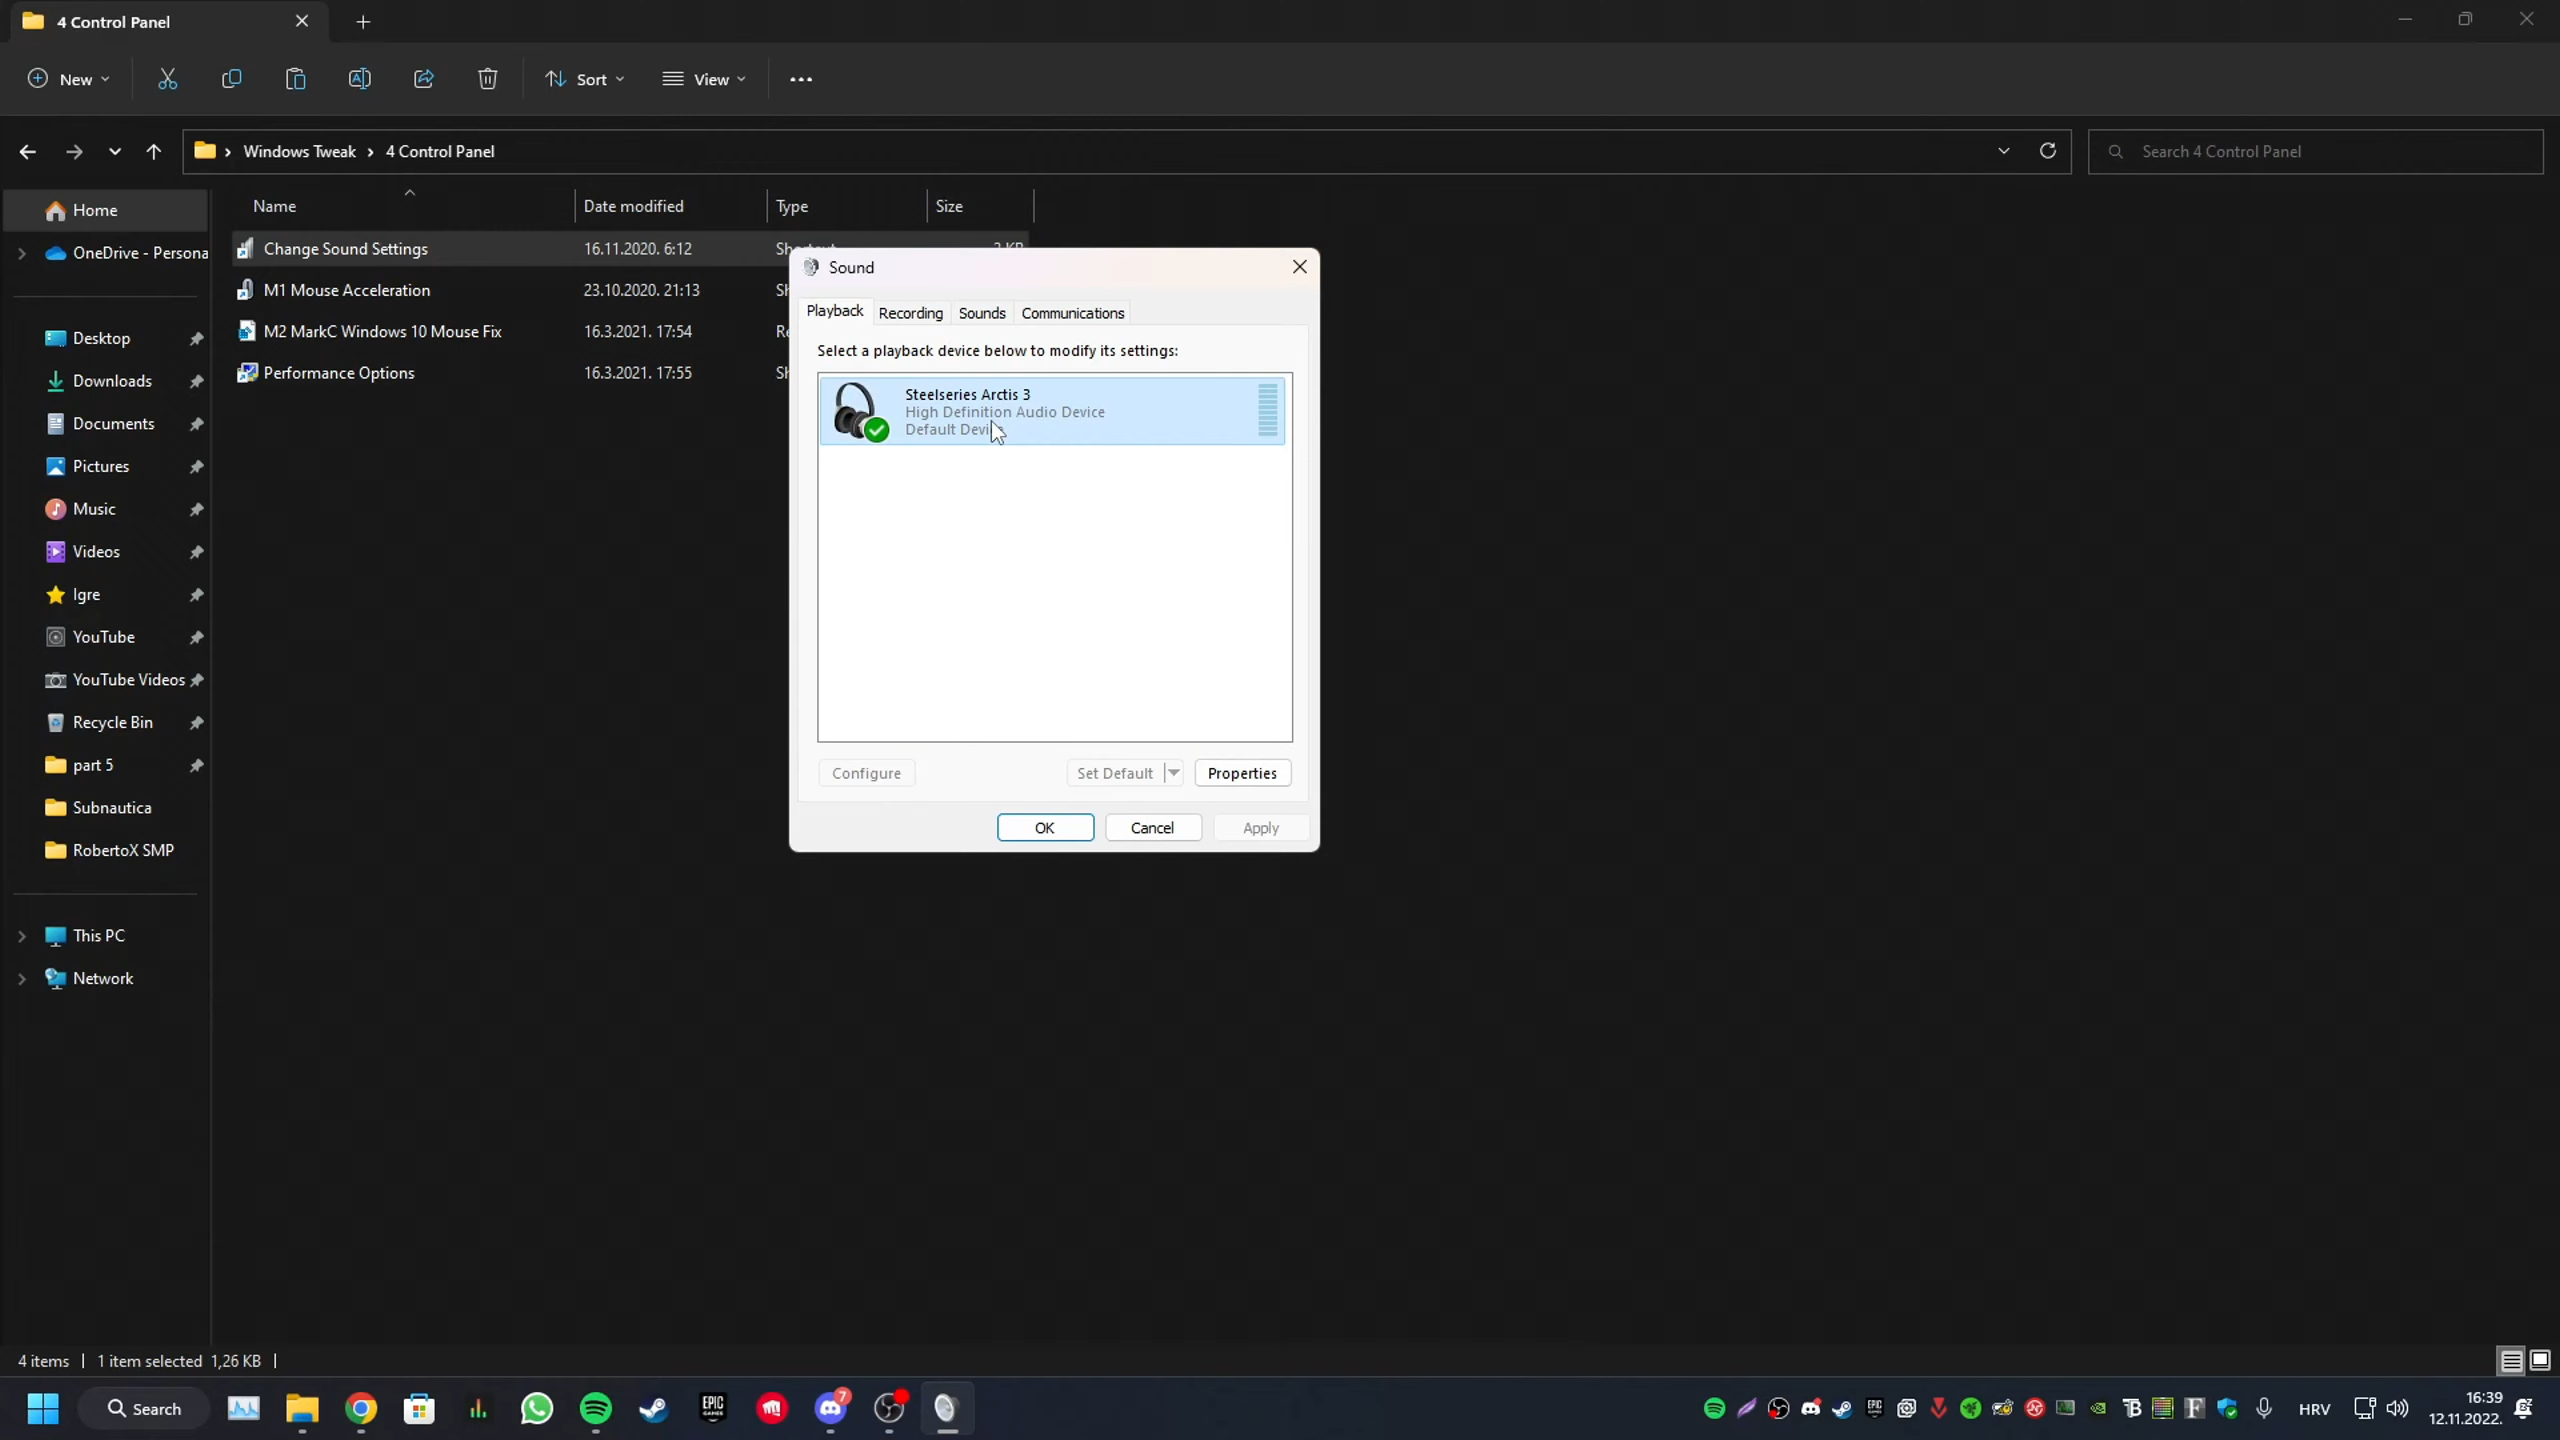 4 Control Panel
New
Sort
View
Windows Tweak
4 Control Panel
Search 4 Control Panel
Name
Date modified
Type
Size
Home
OneDrive - Persona
Desktop
Downloads
Documents
Pictures
Music
Videos
Igre
YouTube
YouTube Videos
Recycle Bin
part 5
Subnautica
RobertoX SMP
This PC
Network
Change Sound Settings 16.11.2020. 6:12
M1 Mouse Acceleration 23.10.2020. 21:13
M2 MarkC Windows 10 Mouse Fix 16.3.2021. 17:54
Performance Options 16.3.2021. 17:55
Sound
Playback Recording Sounds Communications
Select a playback device below to modify its settings:
Steelseries Arctis 3
High Definition Audio Device
Default
Configure Set Default Properties
OK Cancel Apply
4 items 1 item selected 1,26 KB
Search
EPIC
7
HRV
16:39
12.11.2022.